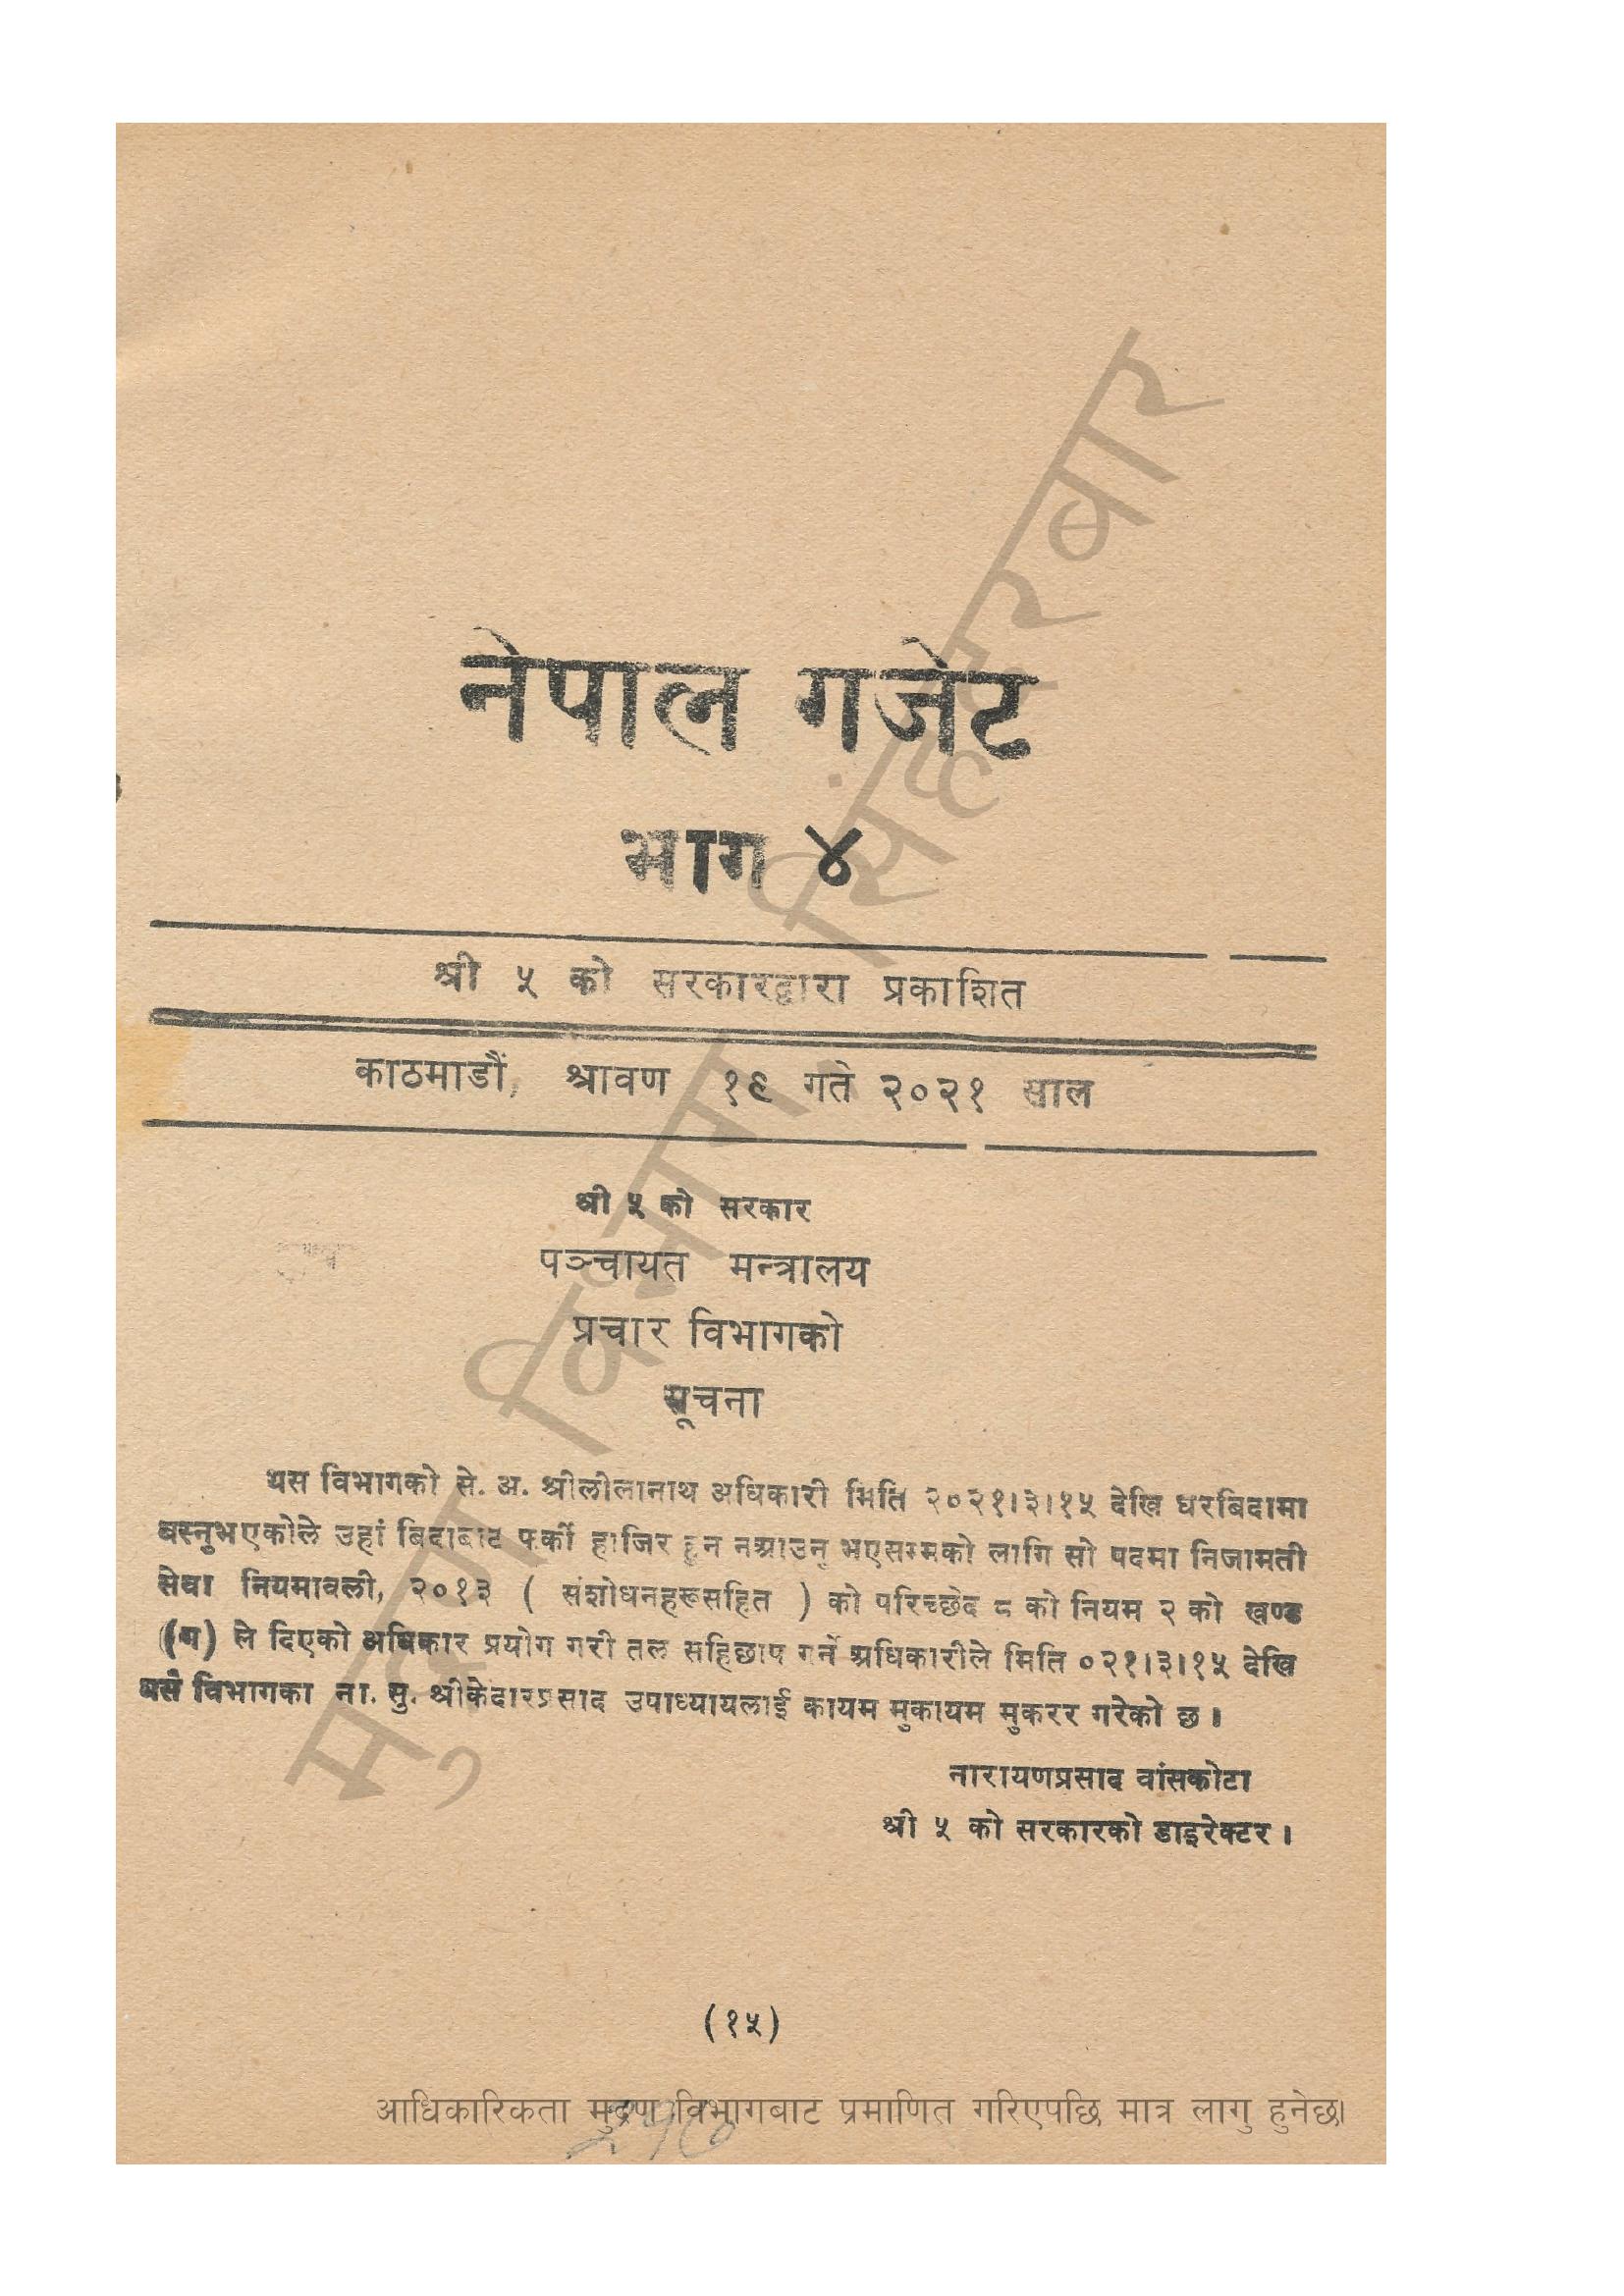 नेपाल गजेट
भाग ४
श्री ५ को सरकारद्वारा प्रकाशित
काठमाडौं, श्रावण १९ गते २०२१ साल
श्री ५ को सरकार
पञ्चायत मन्त्रालय
प्रचार विभागको
सूचना
यस विभागको से. अ. श्रीलीलानाथ अधिकारी मिति २०२१।३।१५ देखि घरबिदामा
बस्नुभएकोले उहां बिदाबाट फर्की हाजिर हुन नआउनु भएसम्मको लागि सो पदमा निजामती
सेवा नियमावली, २०१३ ( संशोधनहरूसहित ) को परिच्छेद ८ को नियम २ को खण्ड
ले दिएको अधिकार प्रयोग गरी तल सहिछाप गर्ने अधिकारीले मिति ०२१।३।१५ देखि
यसै विभागका ना. सु. श्रीकेदारप्रसाद उपाध्यायलाई कायम मुकायम मुकरर गरेको छ।
नारायणप्रसाद वांसकोटा
श्री ५ को सरकारको डाइरेक्टर।
(१५)
आधिकारिकता मुद्रण विभागबाट प्रमाणित गरिएपछि मात्र लागु हुनेछ।
मुद्रण विभाग सिंहदरबार